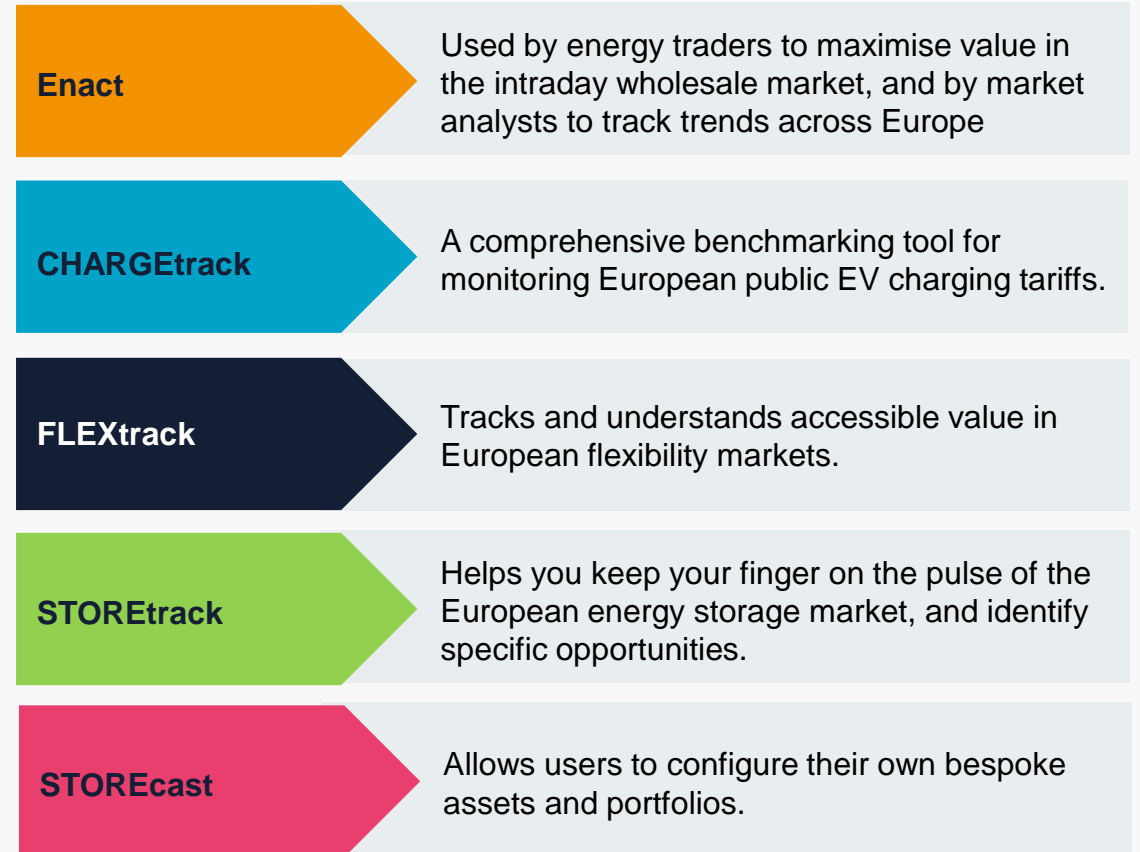 Enact
Used by energy traders to maximise value in
the intraday wholesale market, and by market
analysts to track trends across Europe
CHARGEtrack
A comprehensive benchmarking tool for
monitoring European public EV charging tariffs.
FLEXtrack
Tracks and understands accessible value in
European flexibility markets.
STOREtrack
Helps you keep your finger on the pulse of the
European energy storage market, and identify
specific opportunities.
STOREcast
Allows users to configure their own bespoke
assets and portfolios.